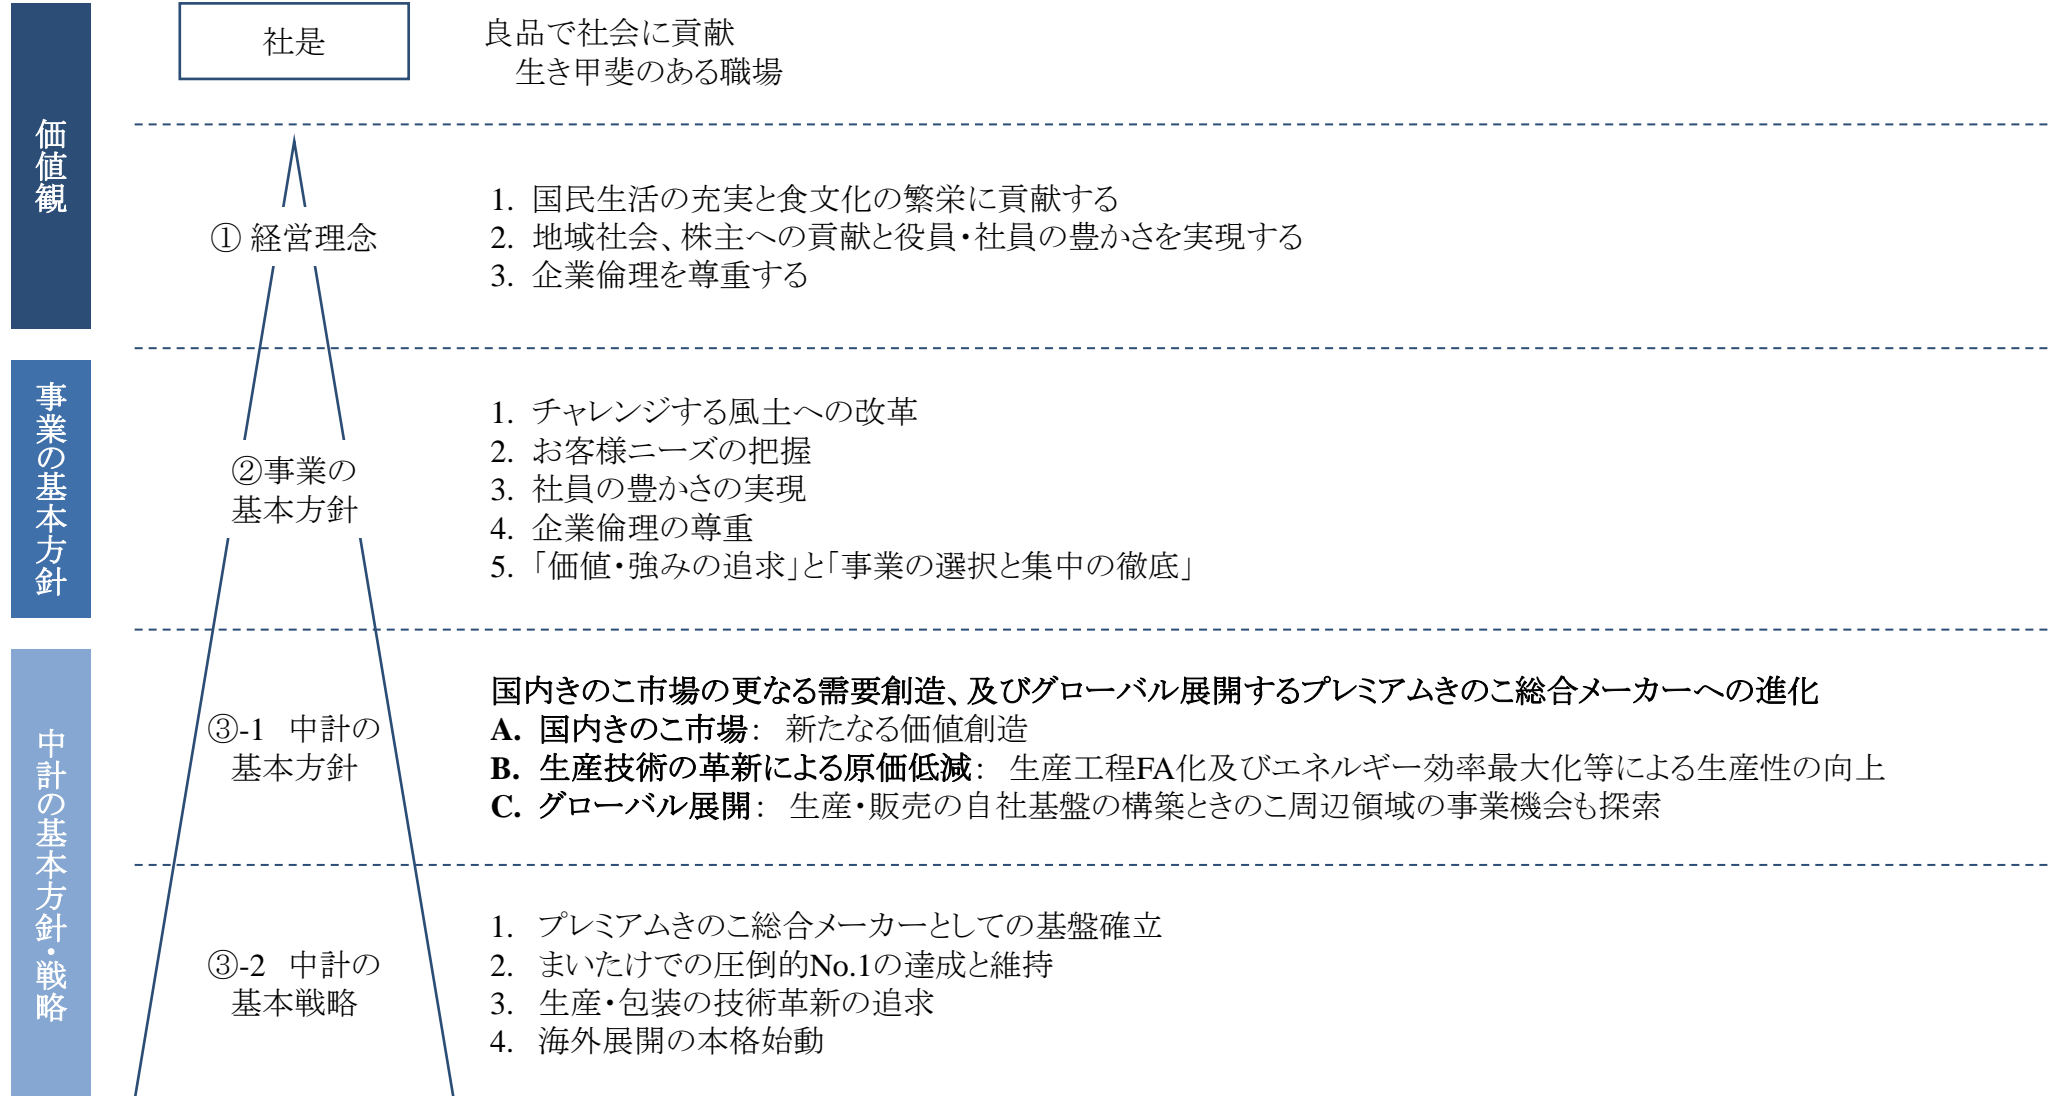 価値観
社是
良品で社会に貢献
生き甲斐のある職場
① 経営理念
1. 国民生活の充実と食文化の繁栄に貢献する
2. 地域社会、株主への貢献と役員・社員の豊かさを実現する
3. 企業倫理を尊重する
事業の基本方針
②事業の
基本方針
1. チャレンジする風土への改革
2. お客様ニーズの把握
3. 社員の豊かさの実現
4. 企業倫理の尊重
5. 「価値・強みの追求」と「事業の選択と集中の徹底」
中計の基本方針・戦略
③-1 中計の
基本方針
国内きのこ市場の更なる需要創造、及びグローバル展開するプレミアムきのこ総合メーカーへの進化
A. 国内きのこ市場： 新たなる価値創造
B. 生産技術の革新による原価低減： 生産工程FA化及びエネルギー効率最大化等による生産性の向上
C. グローバル展開： 生産・販売の自社基盤の構築ときのこ周辺領域の事業機会も探索
③-2 中計の
基本戦略
1. プレミアムきのこ総合メーカーとしての基盤確立
2. まいたけでの圧倒的No.1の達成と維持
3. 生産・包装の技術革新の追求
4. 海外展開の本格始動